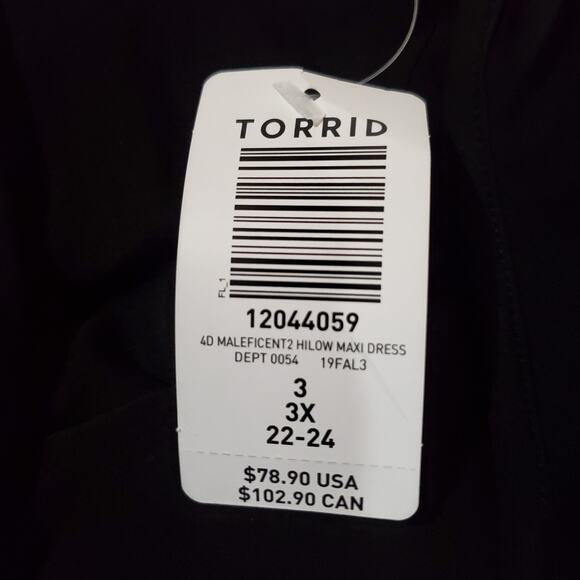 TORRID
FL_1
12044059
4D MALEFICENT2 HILOW MAXI DRESS
DEPT 0054 19FAL3
3
3X
22-24
$78.90 USA
$102.90 CAN